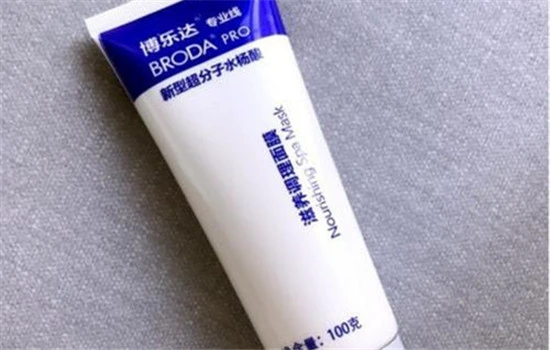 博乐达® 专业线
BRODA® PRO
新型超分子水杨酸
滋养调理面膜
Nourishing Spa Mask
净含量：100克